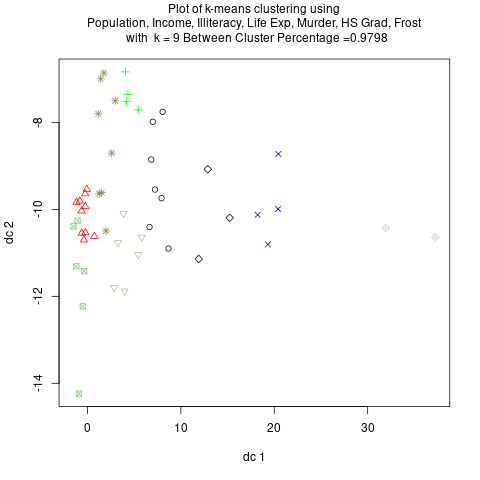 Plot of k-means clustering using
Population, Income, Illiteracy, Life Exp, Murder, HS Grad, Frost
with k = 9 Between Cluster Percentage =0.9798
dc 2
-8
-10
-12
-14
0 10 20 30
dc 1